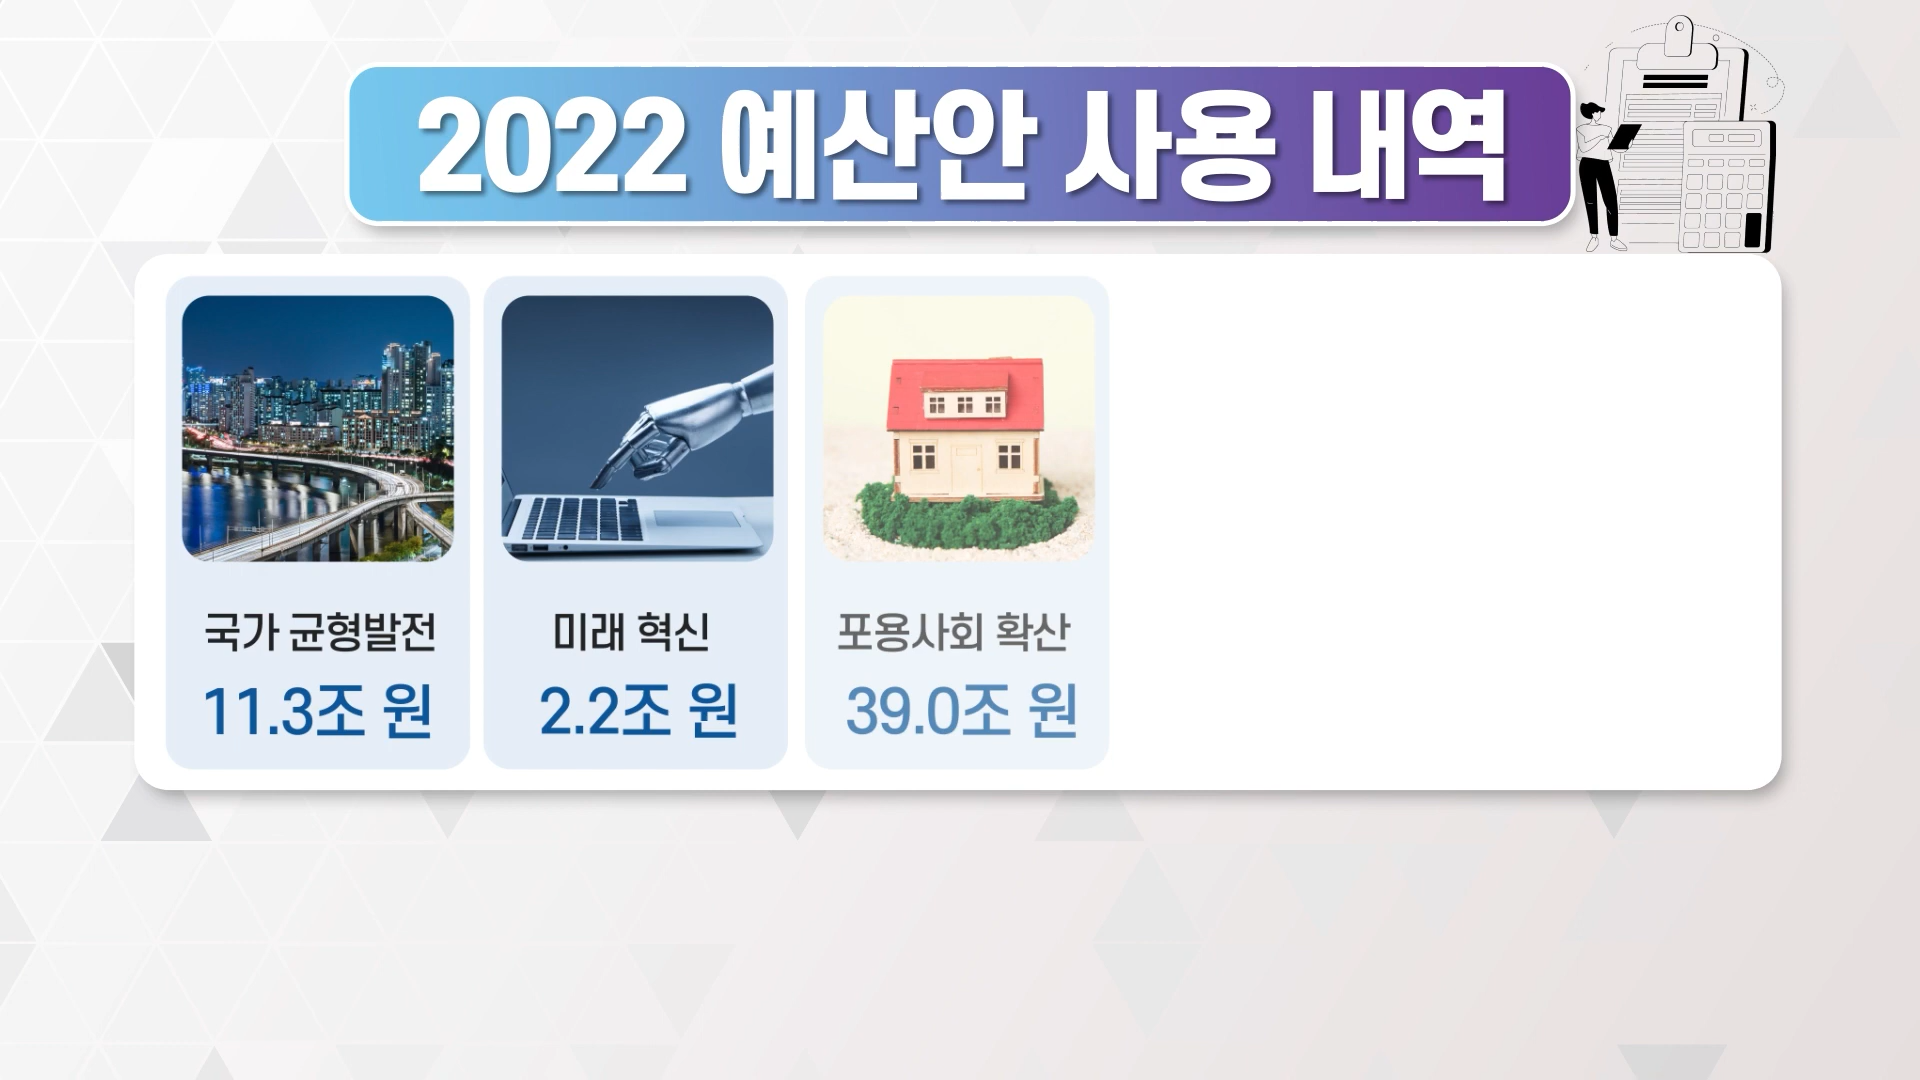 2022 예산안 사용 내역
국가 균형발전
11.3조 원
미래 혁신
2.2조 원
포용사회 확산
39.0조 원